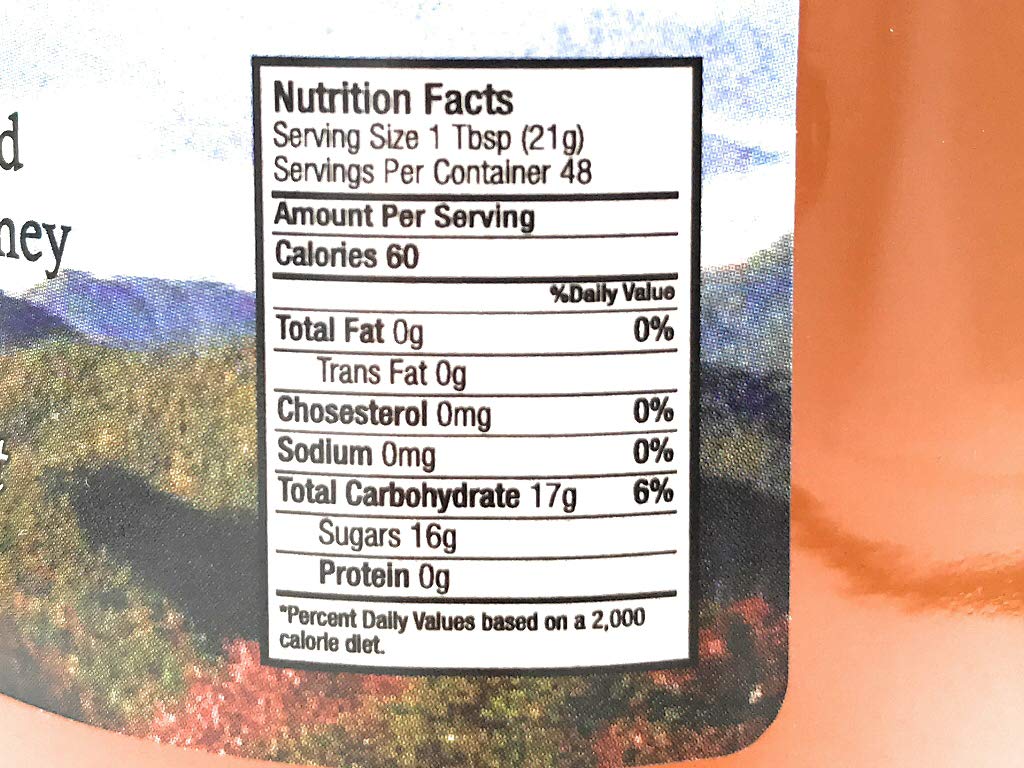 d
ney
Nutrition Facts
Serving Size 1 Tbsp (21g)
Servings Per Container 48
Amount Per Serving
Calories 60
%Daily Value
Total Fat 0g 0%
Trans Fat 0g
Chosesterol 0mg 0%
Sodium 0mg 0%
Total Carbohydrate 17g 6%
Sugars 16g
Protein 0g
*Percent Daily Values based on a 2,000
calorie diet.